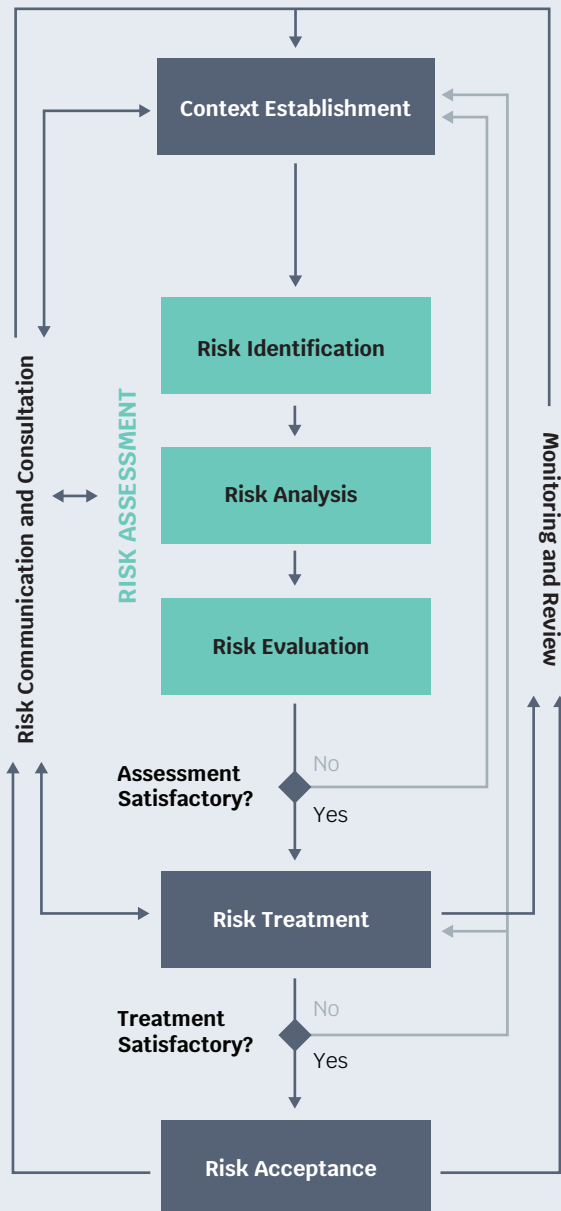 Context Establishment
Risk Identification
Risk Communication and Consultation
RISK ASSESSMENT
Risk Analysis
Monitoring and Review
Risk Evaluation
Assessment
Satisfactory?
No
Yes
Risk Treatment
Treatment
Satisfactory?
No
Yes
Risk Acceptance